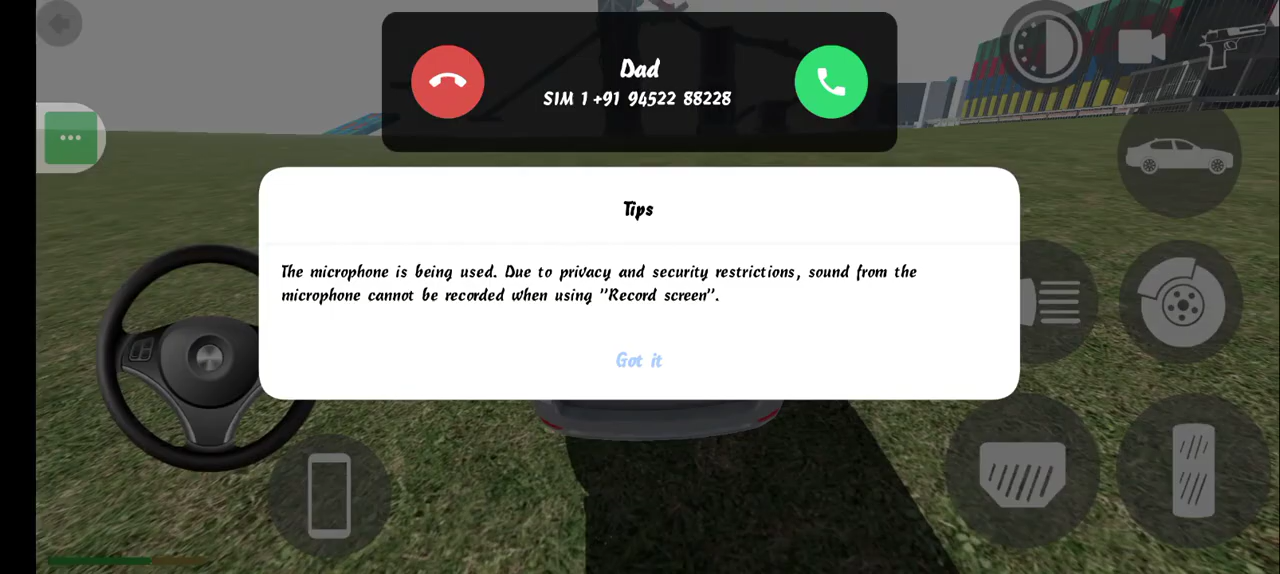 Dad
SIM 1 +91 94522 88228
Tips
The microphone is being used. Due to privacy and security restrictions, sound from the
microphone cannot be recorded when using "Record screen".
Got it